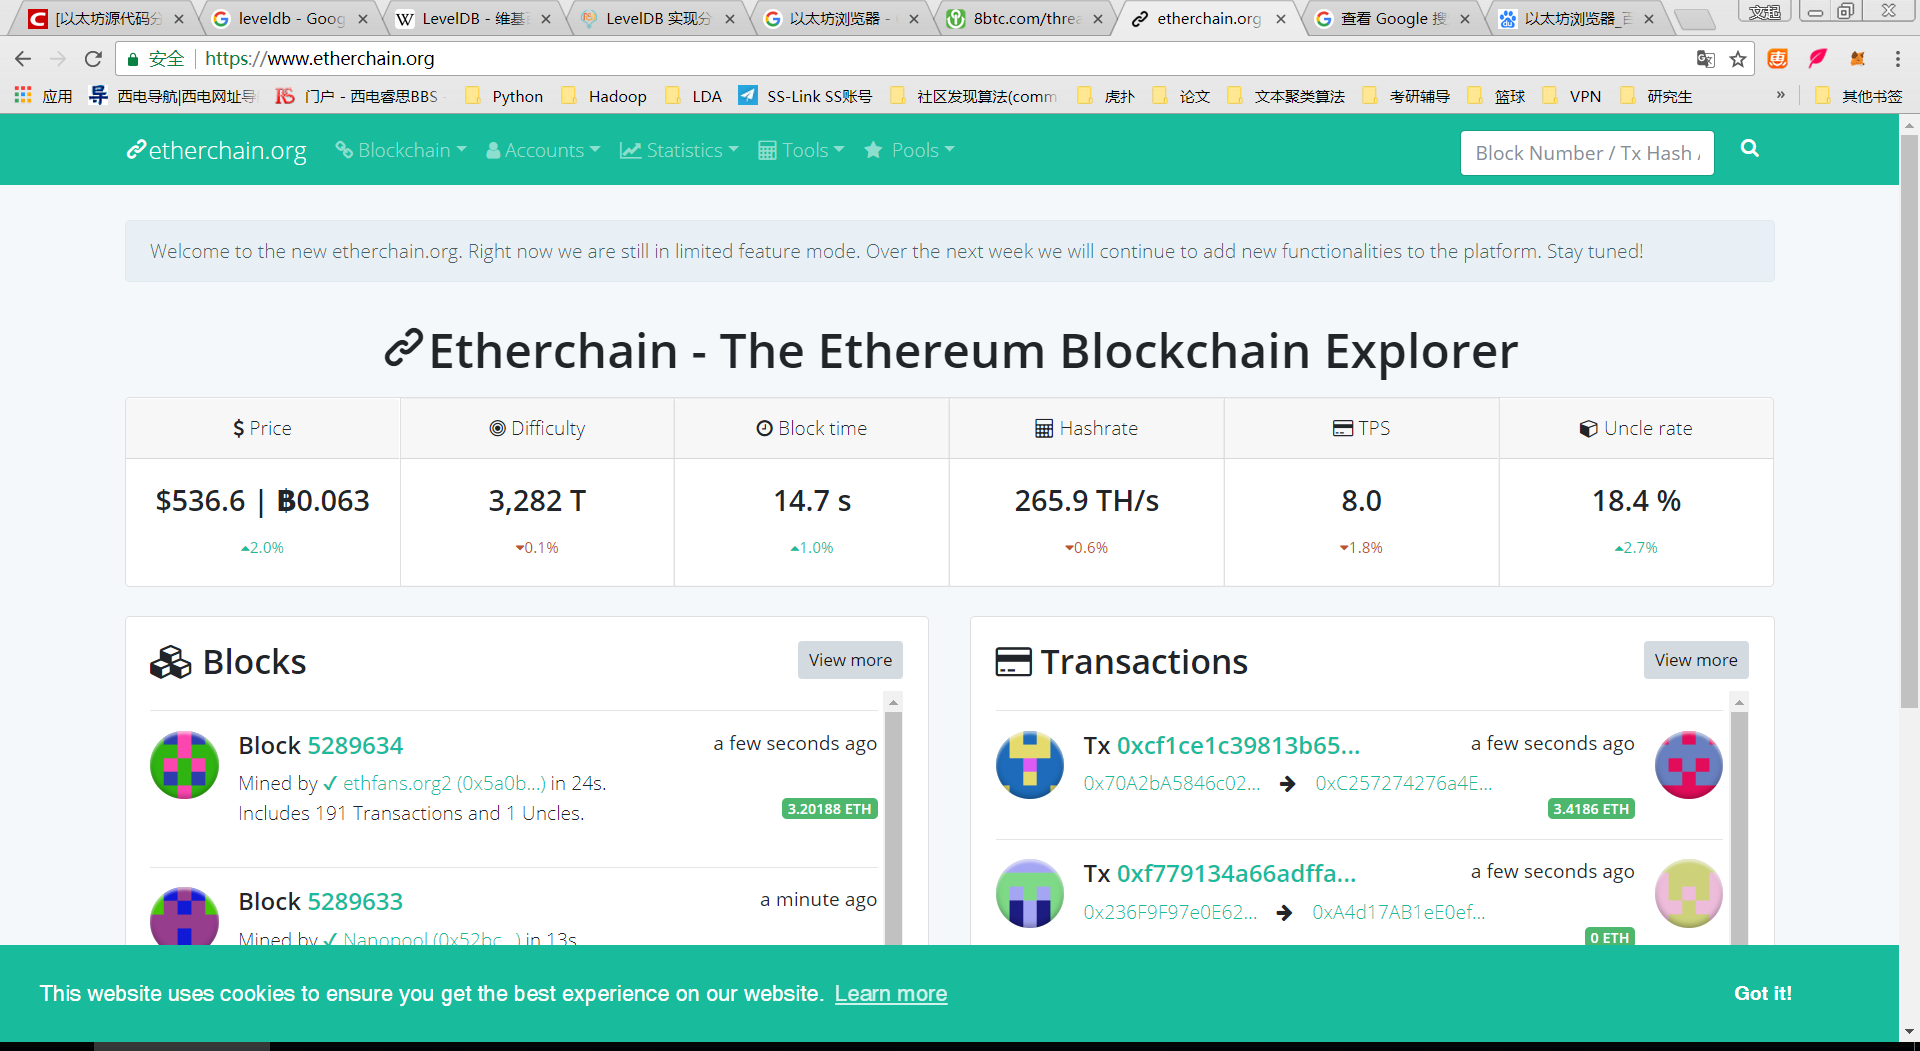 [以太坊源代码分
leveldb - Goog
LevelDB - 维基
LevelDB 实现分
以太坊浏览器 -
8btc.com/threa
etherchain.org
查看 Google 搜
以太坊浏览器_百
文起
安全 https://www.etherchain.org
应用
西电导航|西电网址导
门户 - 西电睿思BBS
Python
Hadoop
LDA
SS-Link SS账号
社区发现算法(comm
虎扑
论文
文本聚类算法
考研辅导
篮球
VPN
研究生
»
其他书签
etherchain.org
Blockchain
Accounts
Statistics
Tools
Pools
Block Number / Tx Hash /
Welcome to the new etherchain.org. Right now we are still in limited feature mode. Over the next week we will continue to add new functionalities to the platform. Stay tuned!
Etherchain - The Ethereum Blockchain Explorer
$ Price
Difficulty
Block time
Hashrate
TPS
Uncle rate
$536.6 | ฿0.063
3,282 T
14.7 s
265.9 TH/s
8.0
18.4 %
2.0%
0.1%
1.0%
0.6%
1.8%
2.7%
Blocks
View more
Block 5289634
a few seconds ago
Mined by ✓ ethfans.org2 (0x5a0b...) in 24s.
Includes 191 Transactions and 1 Uncles.
3.20188 ETH
Block 5289633
a minute ago
Mined by ✓ Nanopool (0x52bc...) in 13s
Transactions
View more
Tx 0xcf1ce1c39813b65...
a few seconds ago
0x70A2bA5846c02... → 0xC257274276a4E...
3.4186 ETH
Tx 0xf779134a66adffa...
a few seconds ago
0x236F9F97e0E62... → 0xA4d17AB1eE0ef...
0 ETH
This website uses cookies to ensure you get the best experience on our website. Learn more
Got it!